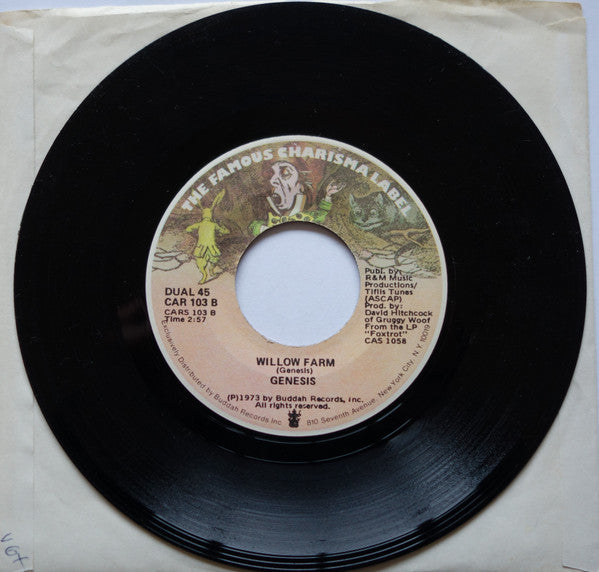 THE FAMOUS CHARISMA LABEL
DUAL 45
CAR 103 B
CARS 103 B
Time 2:57
Publ. by:
R&M Music
Productions/
Tiflis Tunes
(ASCAP)
Prod. by:
David Hitchcock
of Gruggy Woof
From the LP
"Foxtrot"
CAS 1058
WILLOW FARM
(Genesis)
GENESIS
(P)1973 by Buddah Records, Inc.
All rights reserved.
Exclusively Distributed by Buddah Records Inc. 810 Seventh Avenue, New York City, N.Y. 10019